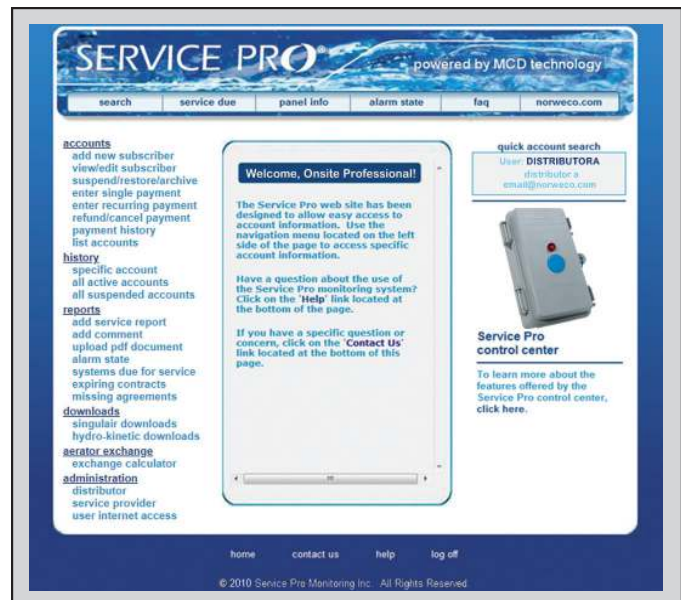 SERVICE PRO®
powered by MCD technology
search service due panel info alarm state faq norweco.com
accounts
add new subscriber
view/edit subscriber
suspend/restore/archive
enter single payment
enter recurring payment
refund/cancel payment
payment history
list accounts
history
specific account
all active accounts
all suspended accounts
reports
add service report
add comment
upload pdf document
alarm state
systems due for service
expiring contracts
missing agreements
downloads
singulair downloads
hydro-kinetic downloads
aerator exchange
exchange calculator
administration
distributor
service provider
user internet access
Welcome, Onsite Professional!
The Service Pro web site has been
designed to allow easy access to
account information. Use the
navigation menu located on the left
side of the page to access specific
account information.
Have a question about the use of
the Service Pro monitoring system?
Click on the 'Help' link located at
the bottom of the page.
If you have a specific question or
concern, click on the 'Contact Us'
link located at the bottom of this
page.
quick account search
User: DISTRIBUTORA
distributor a
email@norweco.com
Service Pro
control center
To learn more about the
features offered by the
Service Pro control center,
click here.
home contact us help log off
© 2010 Service Pro Monitoring Inc. All Rights Reserved.